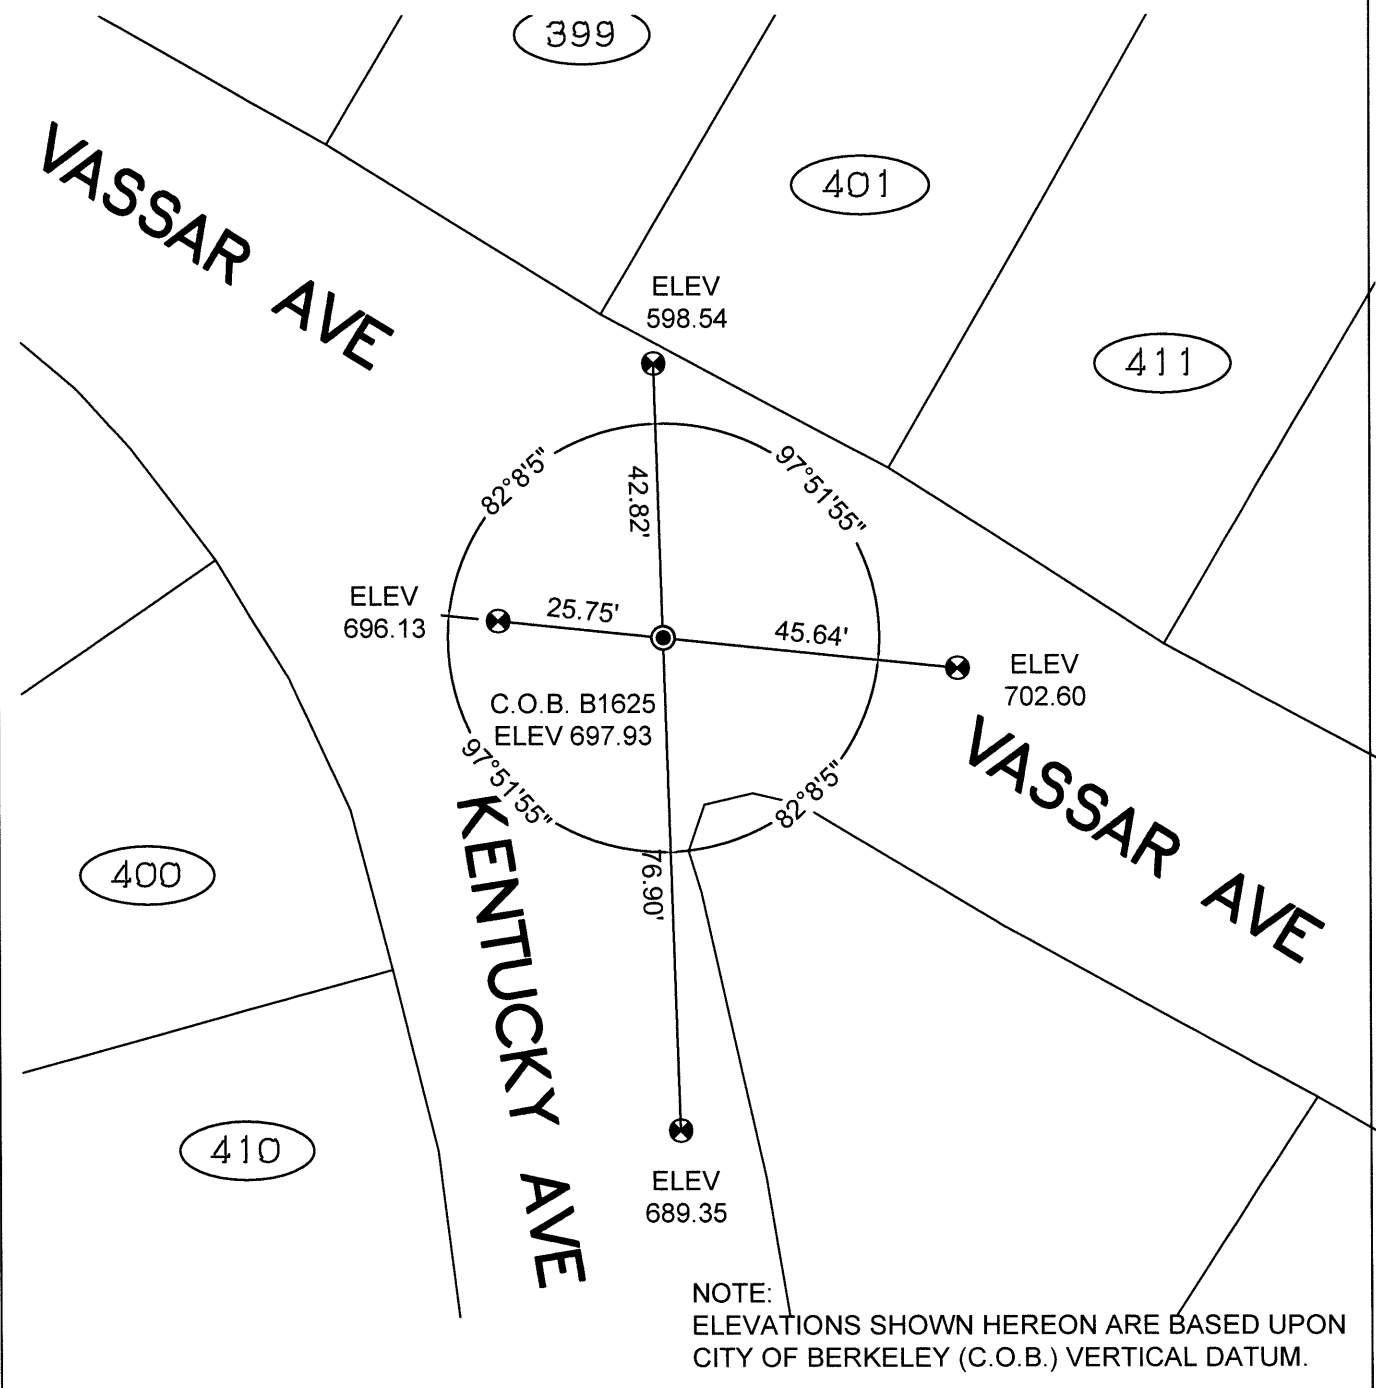 399
VASSAR AVE
401
ELEV
598.54
411
82°8'5"
97°51'55"
42.82'
ELEV
696.13
25.75'
45.64'
ELEV
702.60
C.O.B. B1625
ELEV 697.93
VASSAR AVE
97°51'55"
82°8'5"
KENTUCKY AVE
76.90'
400
410
ELEV
689.35
NOTE:
ELEVATIONS SHOWN HEREON ARE BASED UPON
CITY OF BERKELEY (C.O.B.) VERTICAL DATUM.